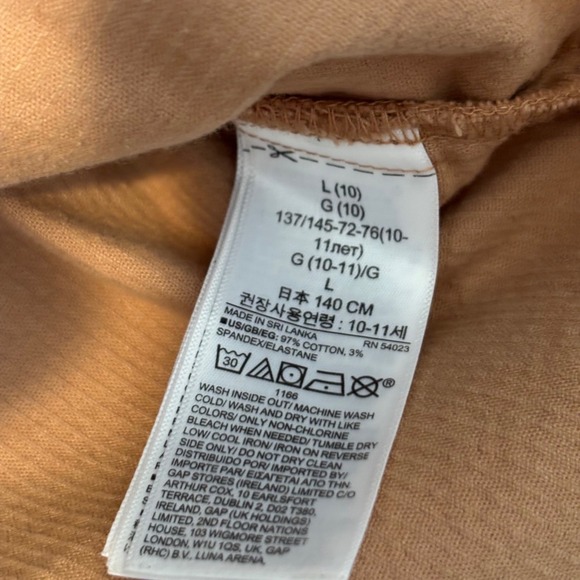 L (10)
G (10)
137/145-72-76(10-
11лет)
G (10-11)/G
L
日本 140 CM
권장사용연령 : 10-11세
MADE IN SRI LANKA RN 54023
■US/GB/EG: 97% COTTON, 3%
SPANDEX/ELASTANE
30
®
1166
WASH INSIDE OUT/ MACHINE WASH
COLD/ WASH AND DRY WITH LIKE
COLORS/ ONLY NON-CHLORINE
BLEACH WHEN NEEDED/ TUMBLE DRY
LOW/ COOL IRON/ IRON ON REVERSE
SIDE ONLY/ DO NOT DRY CLEAN
DISTRIBUIDO POR/ IMPORTED BY/
IMPORTE PAR/ ΕΙΣΑΓΕΤΑΙ ΑΠΟ ΤΗΝ
GAP STORES (IRELAND) LIMITED C/O
ARTHUR COX, 10 EARLSFORT
TERRACE, DUBLIN 2, D02 T380,
IRELAND, GAP (UK HOLDINGS)
LIMITED, 2ND FLOOR NATIONS
HOUSE, 103 WIGMORE STREET
LONDON, W1U 1QS, UK, GAP
(RHC) B.V., LUNA ARENA,